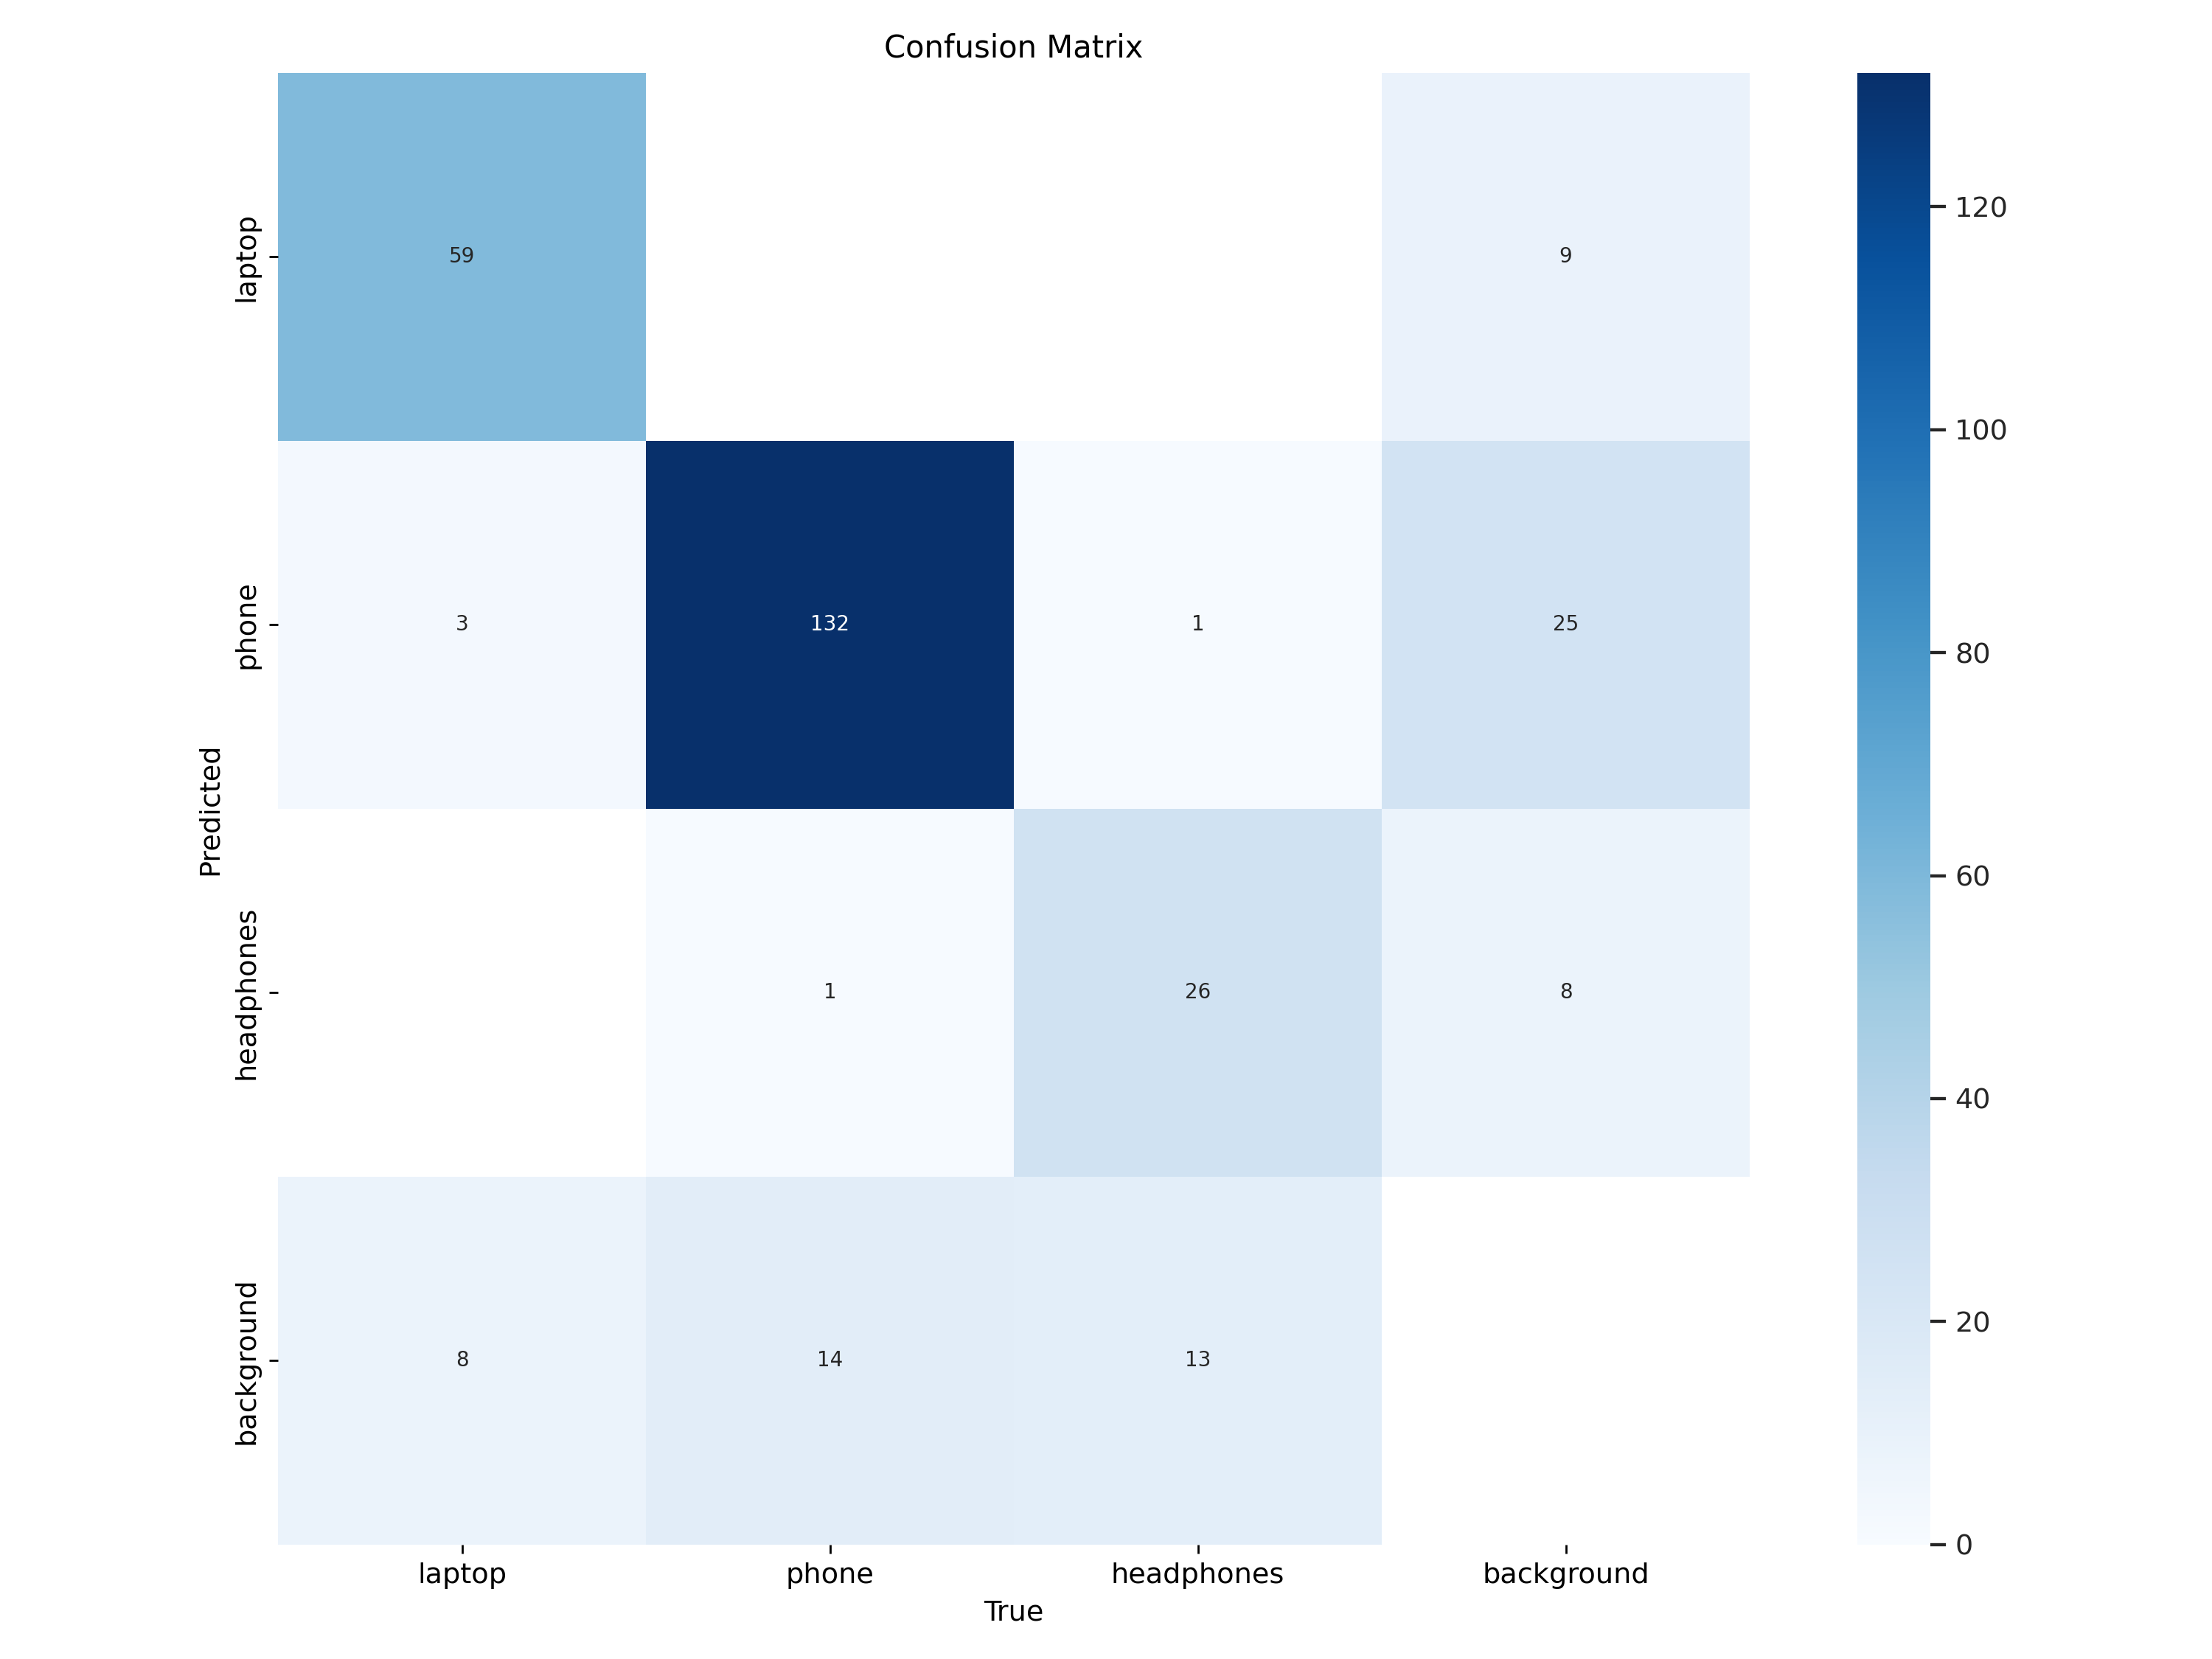 Confusion Matrix
laptop
59
9
120
100
phone
3
132
1
25
80
Predicted
60
headphones
1
26
8
40
20
background
8
14
13
0
laptop
phone
headphones
background
True